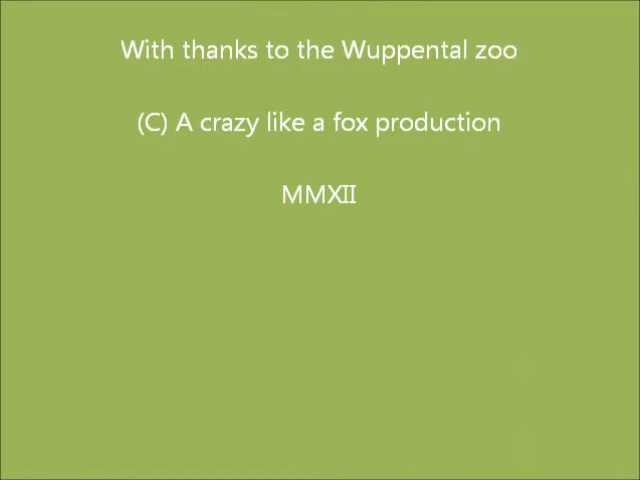 With thanks to the Wuppental zoo
(C) A crazy like a fox production
MMXII